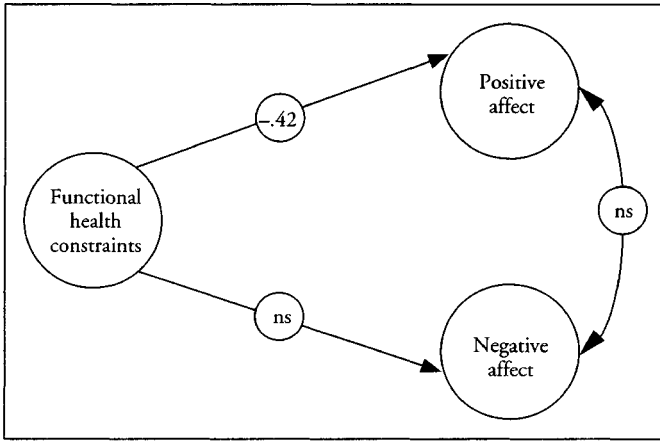 Positive
affect
–.42
Functional
health
constraints
ns
ns
Negative
affect